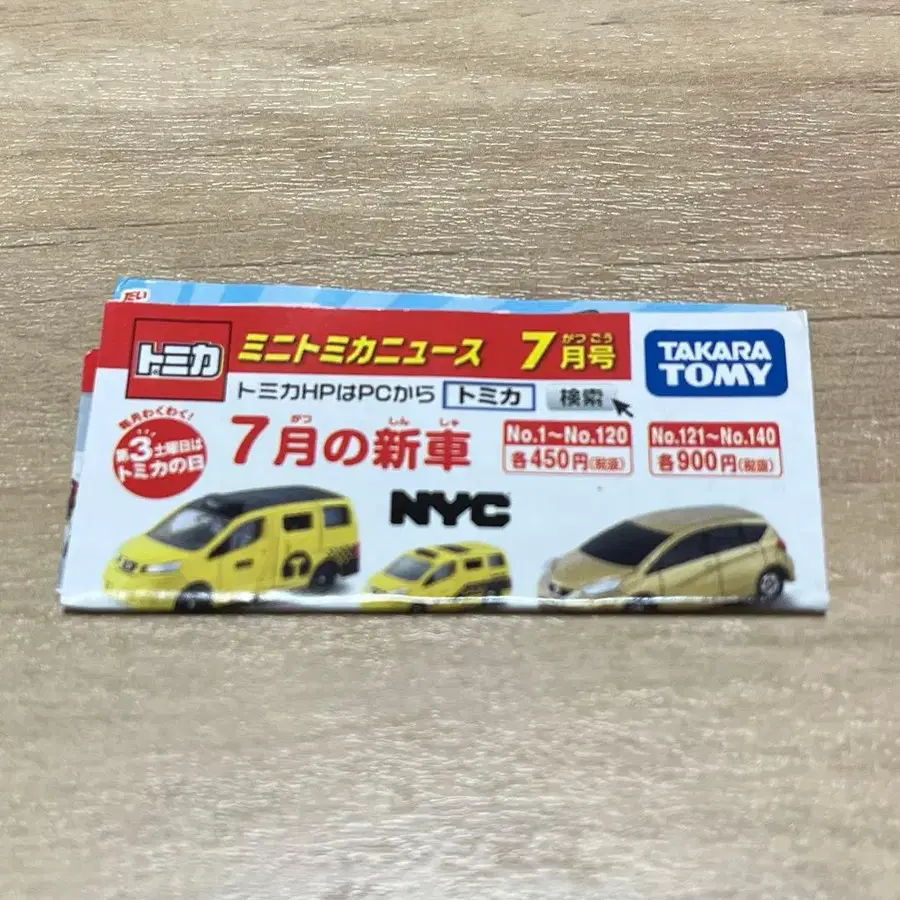 だい
トミカ
ミニトミカニュース 7月号
がつ ごう
TAKARA
TOMY
トミカHPはPCから トミカ 検索
毎月わくわく!
第3土曜日は
トミカの日
がつ しん しゃ
7月の新車
No.1~No.120
各450円(税抜)
No.121~No.140
各900円(税抜)
NYC